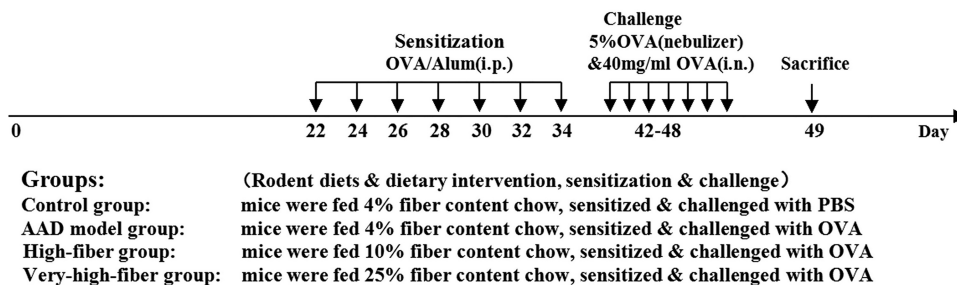 Challenge
Sensitization 5%OVA(nebulizer)
OVA/Alum(i.p.) &40mg/ml OVA(i.n.) Sacrifice
0 22 24 26 28 30 32 34 42-48 49 Day
Groups: （Rodent diets & dietary intervention, sensitization & challenge）
Control group: mice were fed 4% fiber content chow, sensitized & challenged with PBS
AAD model group: mice were fed 4% fiber content chow, sensitized & challenged with OVA
High-fiber group: mice were fed 10% fiber content chow, sensitized & challenged with OVA
Very-high-fiber group: mice were fed 25% fiber content chow, sensitized & challenged with OVA